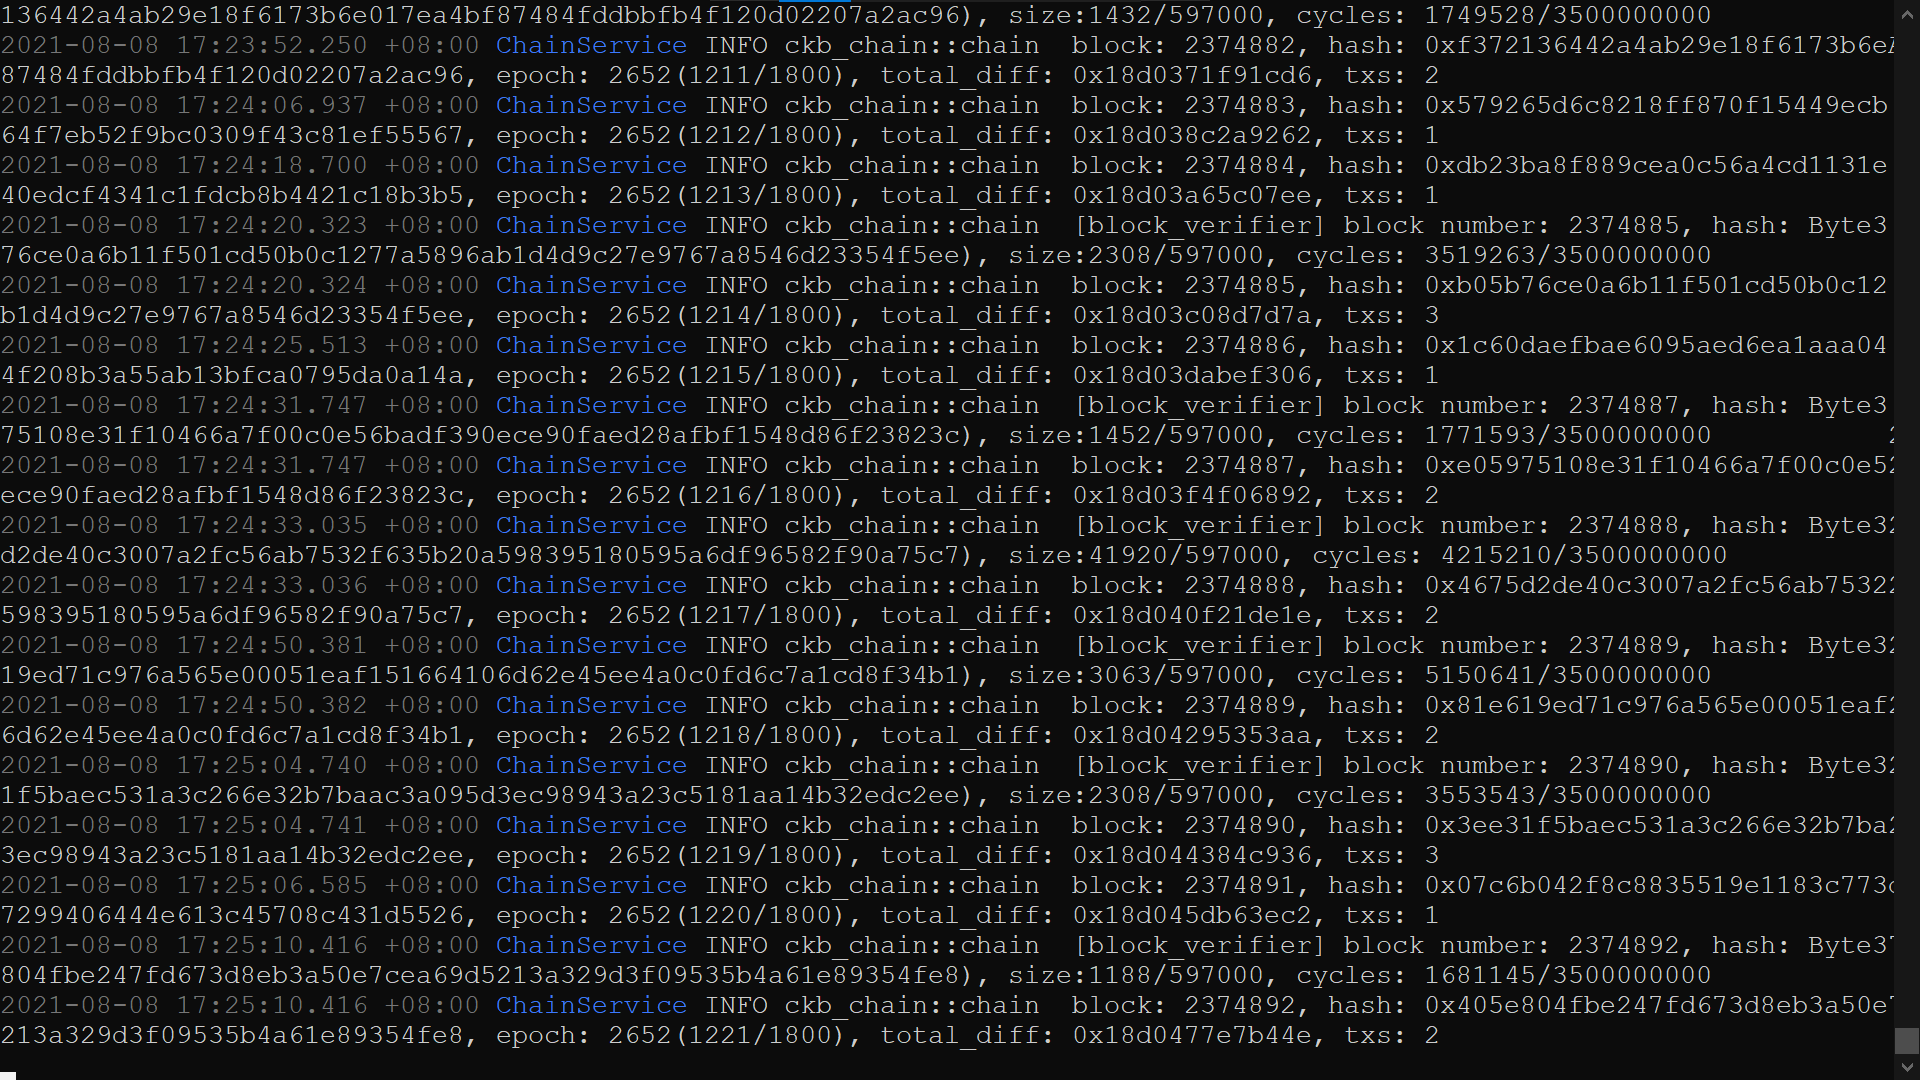 136442a4ab29e18f6173b6e017ea4bf87484fddbbfb4f120d02207a2ac96), size:1432/597000, cycles: 1749528/3500000000
2021-08-08 17:23:52.250 +08:00 ChainService INFO ckb_chain::chain  block: 2374882, hash: 0xf372136442a4ab29e18f6173b6e
87484fddbbfb4f120d02207a2ac96, epoch: 2652(1211/1800), total_diff: 0x18d0371f91cd6, txs: 2
2021-08-08 17:24:06.937 +08:00 ChainService INFO ckb_chain::chain  block: 2374883, hash: 0x579265d6c8218ff870f15449ecb
64f7eb52f9bc0309f43c81ef55567, epoch: 2652(1212/1800), total_diff: 0x18d038c2a9262, txs: 1
2021-08-08 17:24:18.700 +08:00 ChainService INFO ckb_chain::chain  block: 2374884, hash: 0xdb23ba8f889cea0c56a4cd1131e
40edcf4341c1fdcb8b4421c18b3b5, epoch: 2652(1213/1800), total_diff: 0x18d03a65c07ee, txs: 1
2021-08-08 17:24:20.323 +08:00 ChainService INFO ckb_chain::chain  [block_verifier] block number: 2374885, hash: Byte3
76ce0a6b11f501cd50b0c1277a5896ab1d4d9c27e9767a8546d23354f5ee), size:2308/597000, cycles: 3519263/3500000000
2021-08-08 17:24:20.324 +08:00 ChainService INFO ckb_chain::chain  block: 2374885, hash: 0xb05b76ce0a6b11f501cd50b0c12
b1d4d9c27e9767a8546d23354f5ee, epoch: 2652(1214/1800), total_diff: 0x18d03c08d7d7a, txs: 3
2021-08-08 17:24:25.513 +08:00 ChainService INFO ckb_chain::chain  block: 2374886, hash: 0x1c60daefbae6095aed6ea1aaa04
4f208b3a55ab13bfca0795da0a14a, epoch: 2652(1215/1800), total_diff: 0x18d03dabef306, txs: 1
2021-08-08 17:24:31.747 +08:00 ChainService INFO ckb_chain::chain  [block_verifier] block number: 2374887, hash: Byte3
75108e31f10466a7f00c0e56badf390ece90faed28afbf1548d86f23823c), size:1452/597000, cycles: 1771593/3500000000
2021-08-08 17:24:31.747 +08:00 ChainService INFO ckb_chain::chain  block: 2374887, hash: 0xe05975108e31f10466a7f00c0e5
ece90faed28afbf1548d86f23823c, epoch: 2652(1216/1800), total_diff: 0x18d03f4f06892, txs: 2
2021-08-08 17:24:33.035 +08:00 ChainService INFO ckb_chain::chain  [block_verifier] block number: 2374888, hash: Byte3
d2de40c3007a2fc56ab7532f635b20a598395180595a6df96582f90a75c7), size:41920/597000, cycles: 4215210/3500000000
2021-08-08 17:24:33.036 +08:00 ChainService INFO ckb_chain::chain  block: 2374888, hash: 0x4675d2de40c3007a2fc56ab7532
598395180595a6df96582f90a75c7, epoch: 2652(1217/1800), total_diff: 0x18d040f21de1e, txs: 2
2021-08-08 17:24:50.381 +08:00 ChainService INFO ckb_chain::chain  [block_verifier] block number: 2374889, hash: Byte3
19ed71c976a565e00051eaf151664106d62e45ee4a0c0fd6c7a1cd8f34b1), size:3063/597000, cycles: 5150641/3500000000
2021-08-08 17:24:50.382 +08:00 ChainService INFO ckb_chain::chain  block: 2374889, hash: 0x81e619ed71c976a565e00051eaf
6d62e45ee4a0c0fd6c7a1cd8f34b1, epoch: 2652(1218/1800), total_diff: 0x18d04295353aa, txs: 2
2021-08-08 17:25:04.740 +08:00 ChainService INFO ckb_chain::chain  [block_verifier] block number: 2374890, hash: Byte3
1f5baec531a3c266e32b7baac3a095d3ec98943a23c5181aa14b32edc2ee), size:2308/597000, cycles: 3553543/3500000000
2021-08-08 17:25:04.741 +08:00 ChainService INFO ckb_chain::chain  block: 2374890, hash: 0x3ee31f5baec531a3c266e32b7ba
3ec98943a23c5181aa14b32edc2ee, epoch: 2652(1219/1800), total_diff: 0x18d044384c936, txs: 3
2021-08-08 17:25:06.585 +08:00 ChainService INFO ckb_chain::chain  block: 2374891, hash: 0x07c6b042f8c8835519e1183c773
7299406444e613c45708c431d5526, epoch: 2652(1220/1800), total_diff: 0x18d045db63ec2, txs: 1
2021-08-08 17:25:10.416 +08:00 ChainService INFO ckb_chain::chain  [block_verifier] block number: 2374892, hash: Byte3
804fbe247fd673d8eb3a50e7cea69d5213a329d3f09535b4a61e89354fe8), size:1188/597000, cycles: 1681145/3500000000
2021-08-08 17:25:10.416 +08:00 ChainService INFO ckb_chain::chain  block: 2374892, hash: 0x405e804fbe247fd673d8eb3a50e
213a329d3f09535b4a61e89354fe8, epoch: 2652(1221/1800), total_diff: 0x18d0477e7b44e, txs: 2